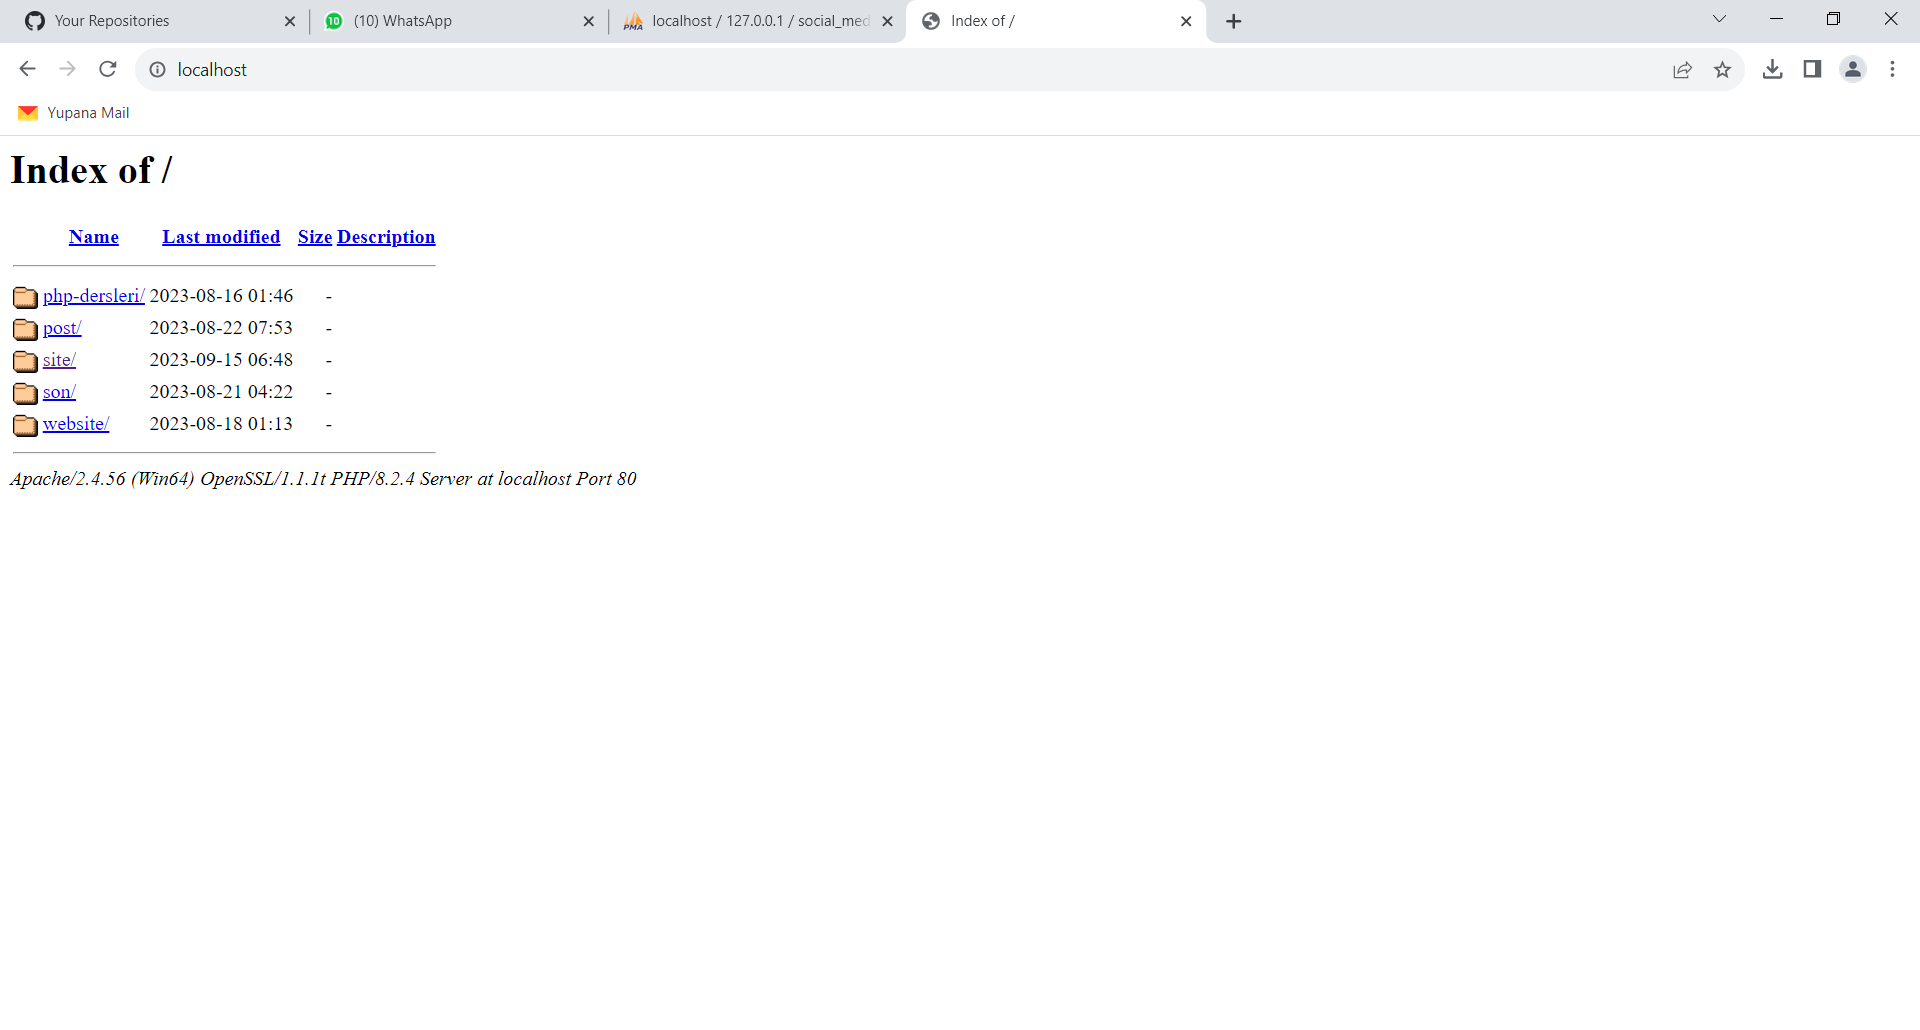 Your Repositories
10
(10) WhatsApp
PMA
localhost / 127.0.0.1 / social_med
Index of /
localhost
Yupana Mail
Index of /
Name Last modified Size Description
php-dersleri/ 2023-08-16 01:46 -
post/ 2023-08-22 07:53 -
site/ 2023-09-15 06:48 -
son/ 2023-08-21 04:22 -
website/ 2023-08-18 01:13 -
Apache/2.4.56 (Win64) OpenSSL/1.1.1t PHP/8.2.4 Server at localhost Port 80